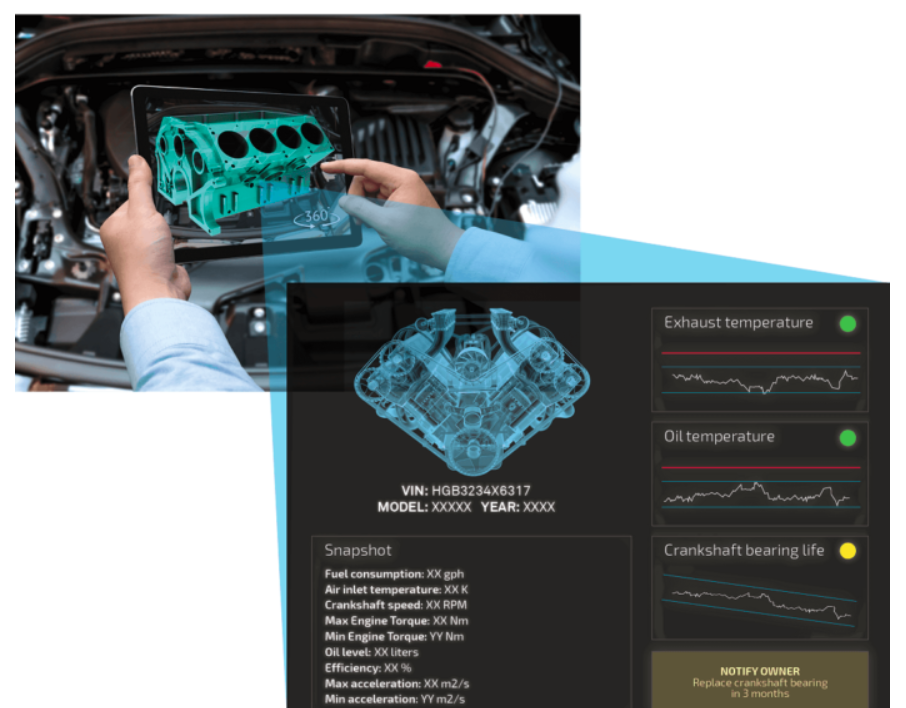 360
VIN: HGB3234X6317
MODEL: XXXXX YEAR: XXXX
Snapshot
Fuel consumption: XX gph
Air inlet temperature: XX K
Crankshaft speed: XX RPM
Max Engine Torque: XX Nm
Min Engine Torque: YY Nm
Oil level: XX liters
Efficiency: XX %
Max acceleration: XX m2/s
Min acceleration: YY m2/s
Exhaust temperature
Oil temperature
Crankshaft bearing life
NOTIFY OWNER
Replace crankshaft bearing
in 3 months